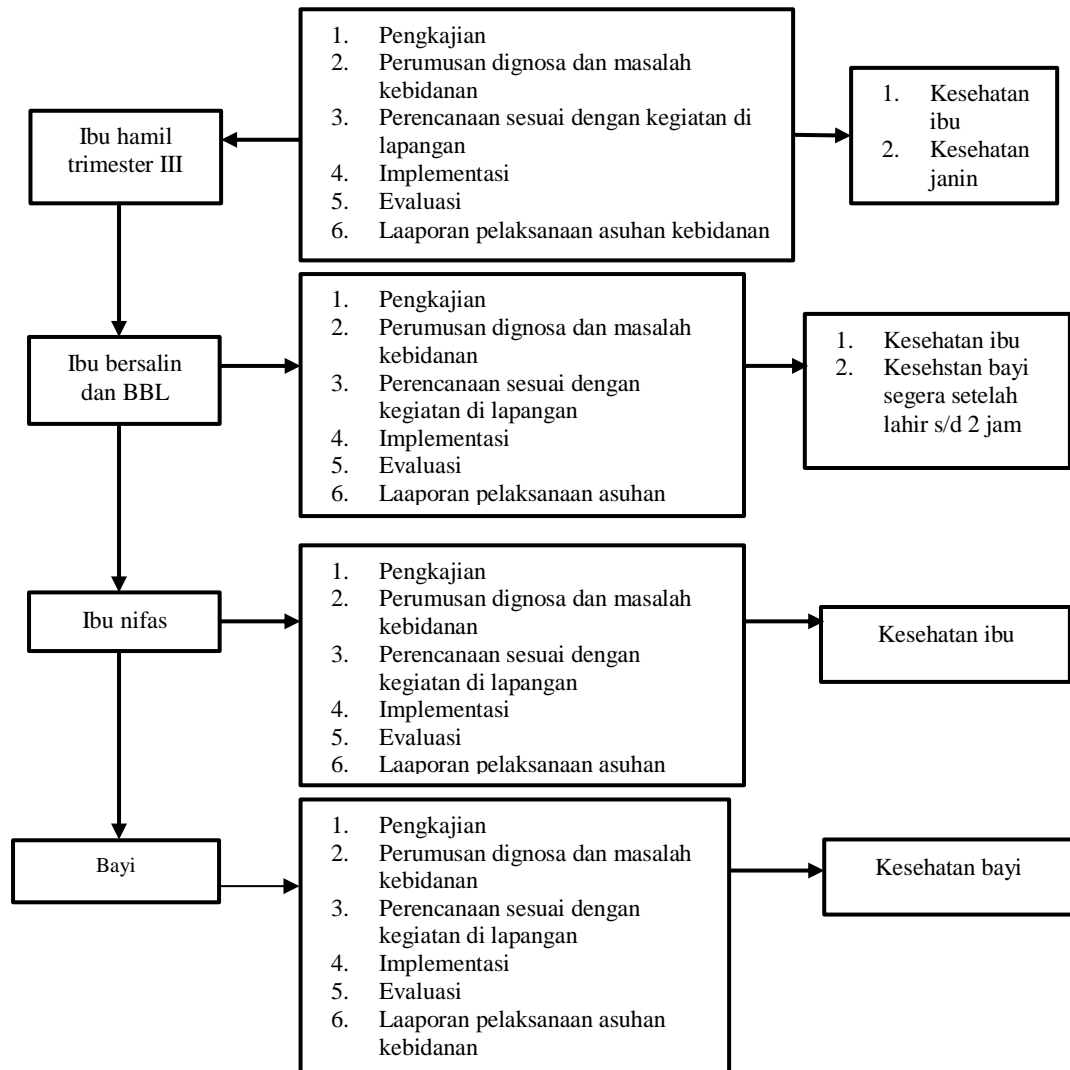 Ibu hamil
trimester III
1. Pengkajian
2. Perumusan dignosa dan masalah
kebidanan
3. Perencanaan sesuai dengan kegiatan di
lapangan
4. Implementasi
5. Evaluasi
6. Laaporan pelaksanaan asuhan kebidanan
1. Kesehatan
ibu
2. Kesehatan
janin
Ibu bersalin
dan BBL
1. Pengkajian
2. Perumusan dignosa dan masalah
kebidanan
3. Perencanaan sesuai dengan
kegiatan di lapangan
4. Implementasi
5. Evaluasi
6. Laaporan pelaksanaan asuhan
1. Kesehatan ibu
2. Kesehstan bayi
segera setelah
lahir s/d 2 jam
Ibu nifas
1. Pengkajian
2. Perumusan dignosa dan masalah
kebidanan
3. Perencanaan sesuai dengan
kegiatan di lapangan
4. Implementasi
5. Evaluasi
6. Laaporan pelaksanaan asuhan
Kesehatan ibu
Bayi
1. Pengkajian
2. Perumusan dignosa dan masalah
kebidanan
3. Perencanaan sesuai dengan
kegiatan di lapangan
4. Implementasi
5. Evaluasi
6. Laaporan pelaksanaan asuhan
kebidanan
Kesehatan bayi